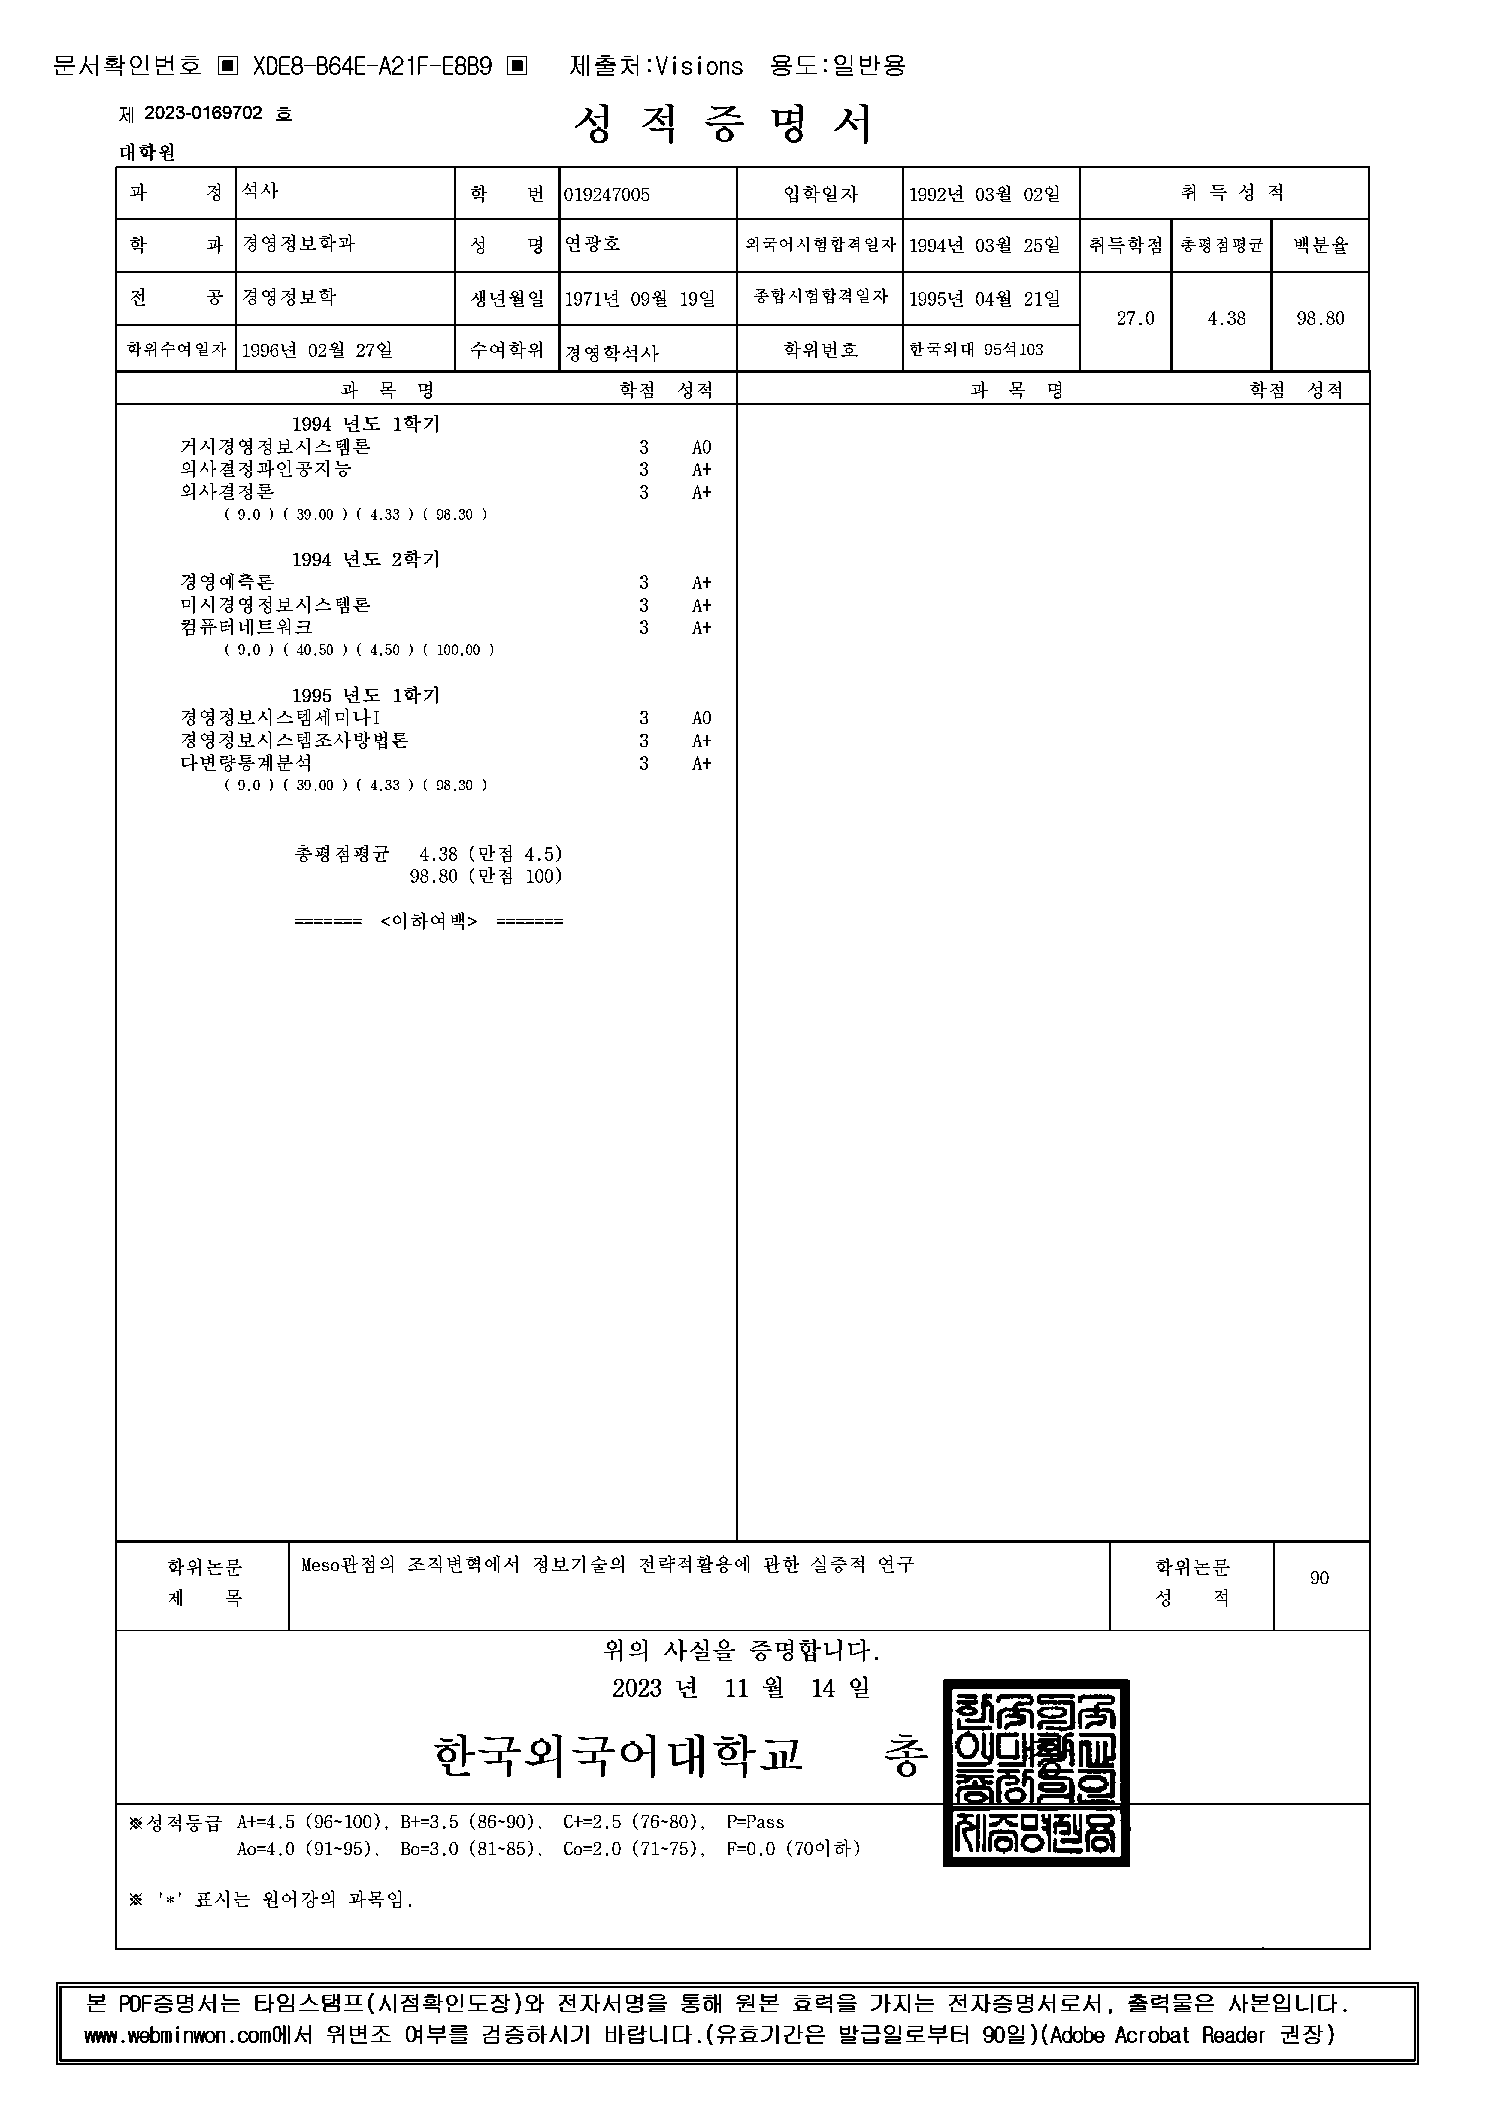 문서확인번호 ▣ XDE8-B64E-A21F-E8B9 ▣ 제출처:Visions 용도:일반용
제 2023-0169702 호
성 적 증 명 서
대학원
과 정 석사 학 번 019247005 입학일자 1992년 03월 02일 취 득 성 적
학 과 경영정보학과 성 명 연광호 외국어시험합격일자 1994년 03월 25일 취득학점 총평점평균 백분율
전 공 경영정보학 생년월일 1971년 09월 19일 종합시험합격일자 1995년 04월 21일
27.0 4.38 98.80
학위수여일자 1996년 02월 27일 수여학위 경영학석사 학위번호 한국외대 95석103
과 목 명 학점 성적 과 목 명 학점 성적
1994 년도 1학기
거시경영정보시스템론 3 A0
의사결정과인공지능 3 A+
의사결정론 3 A+
( 9.0 ) ( 39.00 ) ( 4.33 ) ( 98.30 )
1994 년도 2학기
경영예측론 3 A+
미시경영정보시스템론 3 A+
컴퓨터네트워크 3 A+
( 9.0 ) ( 40.50 ) ( 4.50 ) ( 100.00 )
1995 년도 1학기
경영정보시스템세미나I 3 A0
경영정보시스템조사방법론 3 A+
다변량통계분석 3 A+
( 9.0 ) ( 39.00 ) ( 4.33 ) ( 98.30 )
총평점평균 4.38 (만점 4.5)
98.80 (만점 100)
======= <이하여백> =======
학위논문 Meso관점의 조직변혁에서 정보기술의 전략적활용에 관한 실증적 연구 학위논문
제 목 성 적 90
위의 사실을 증명합니다.
2023 년 11 월 14 일
한국외국어대학교 총
※성적등급 A+=4.5 (96~100), B+=3.5 (86~90), C+=2.5 (76~80), P=Pass
Ao=4.0 (91~95), Bo=3.0 (81~85), Co=2.0 (71~75), F=0.0 (70이하)
제증명전용
※ '*' 표시는 원어강의 과목임.
본 PDF증명서는 타임스탬프(시점확인도장)와 전자서명을 통해 원본 효력을 가지는 전자증명서로서, 출력물은 사본입니다.
www.webminwon.com에서 위변조 여부를 검증하시기 바랍니다.(유효기간은 발급일로부터 90일)(Adobe Acrobat Reader 권장)